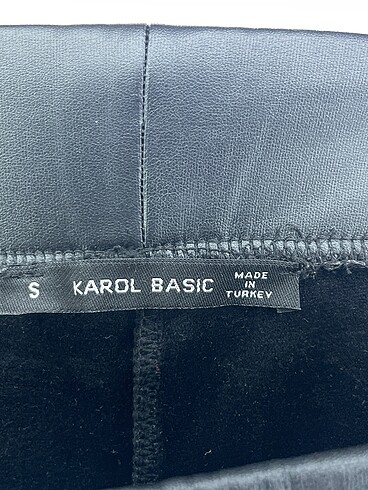 S KAROL BASIC
MADE
IN
TURKEY